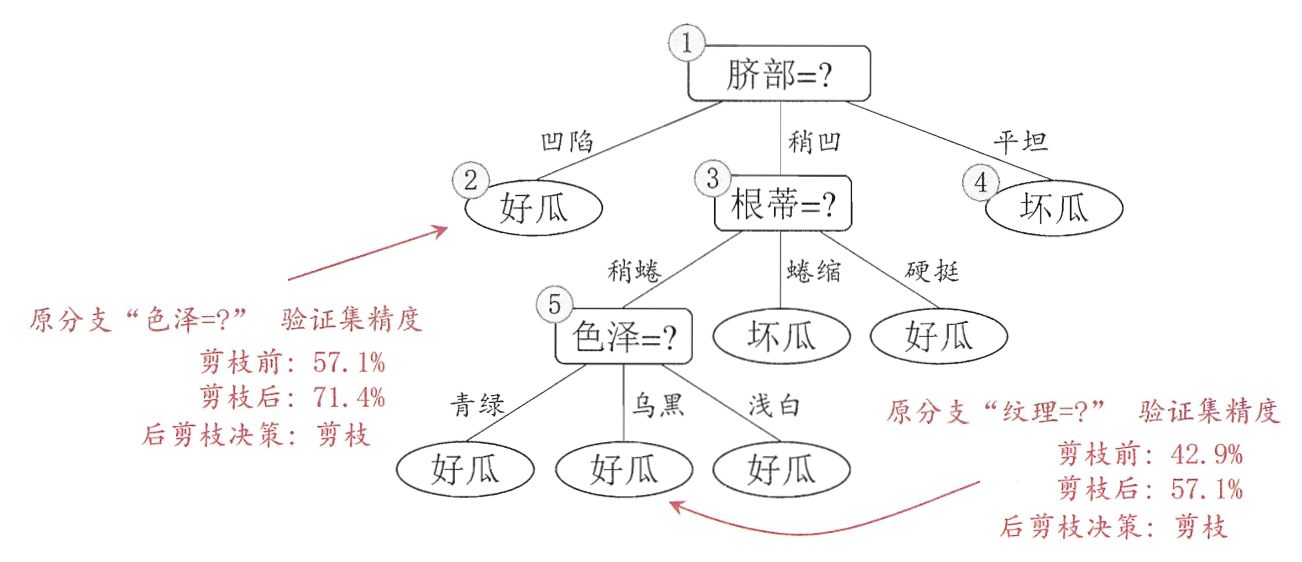 1
脐部=?
凹陷
稍凹
平坦
2
好瓜
3
根蒂=?
4
坏瓜
稍蜷
蜷缩
硬挺
5
色泽=?
坏瓜
好瓜
青绿
乌黑
浅白
好瓜
好瓜
好瓜
原分支“色泽=?” 验证集精度
剪枝前: 57.1%
剪枝后: 71.4%
后剪枝决策: 剪枝
原分支“纹理=?” 验证集精度
剪枝前: 42.9%
剪枝后: 57.1%
后剪枝决策: 剪枝